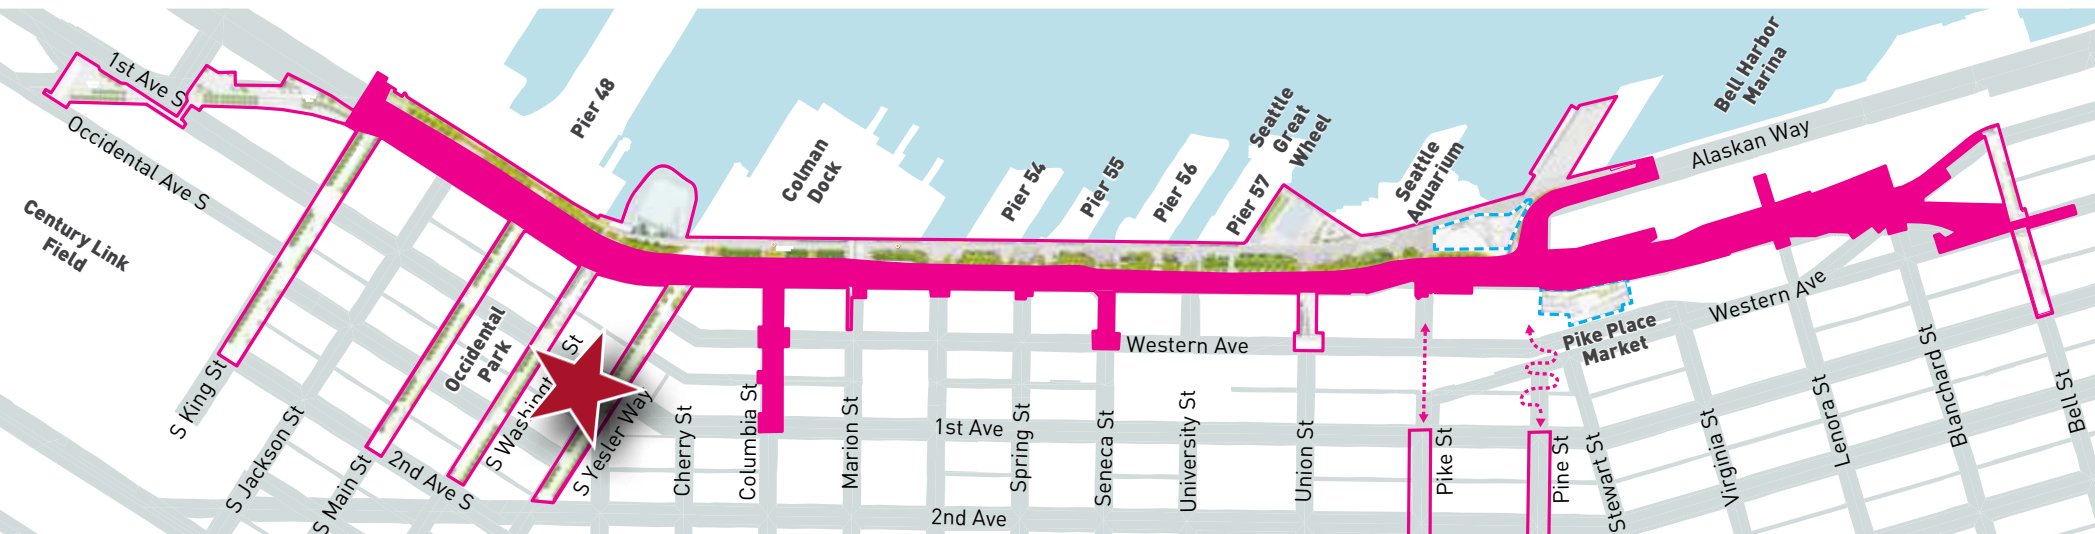 1st Ave S
Occidental Ave S
Century Link
Field
Pier 48
Colman
Dock
Pier 54
Pier 55
Pier 56
Pier 57
Seattle
Great
Wheel
Seattle
Aquarium
Bell Harbor
Marina
Alaskan Way
Occidental
Park
Western Ave
Pike Place
Market
Western Ave
S King St
S Jackson St
S Main St
2nd Ave S
S Washingt St
S Yesler Way
Cherry St
Columbia St
Marion St
1st Ave
2nd Ave
Spring St
Seneca St
University St
Union St
Pike St
Pine St
Stewart St
Virginia St
Lenora St
Blanchard St
Bell St